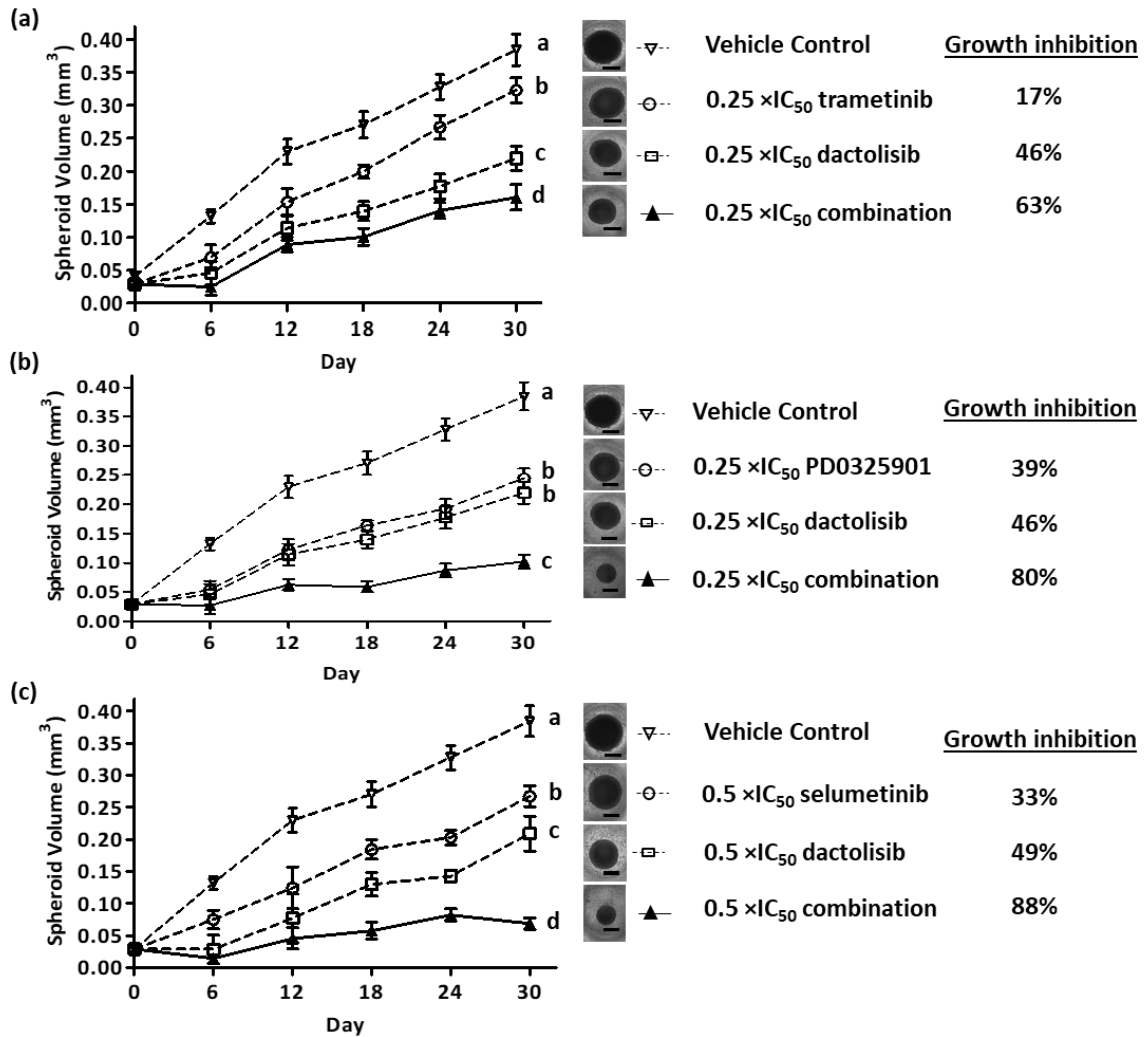 (a)
Spheroid Volume (mm³)
0.40
0.35
0.30
0.25
0.20
0.15
0.10
0.05
0.00
0 6 12 18 24 30
Day
a
b
c
d
Growth inhibition
Vehicle Control
0.25 ×IC₅₀ trametinib 17%
0.25 ×IC₅₀ dactolisib 46%
0.25 ×IC₅₀ combination 63%
(b)
Spheroid Volume (mm³)
0.40
0.35
0.30
0.25
0.20
0.15
0.10
0.05
0.00
0 6 12 18 24 30
Day
a
b
b
c
Vehicle Control Growth inhibition
0.25 ×IC₅₀ PD0325901 39%
0.25 ×IC₅₀ dactolisib 46%
0.25 ×IC₅₀ combination 80%
(c)
Spheroid Volume (mm³)
0.40
0.35
0.30
0.25
0.20
0.15
0.10
0.05
0.00
0 6 12 18 24 30
Day
a
b
c
d
Vehicle Control
Growth inhibition
0.5 ×IC₅₀ selumetinib 33%
0.5 ×IC₅₀ dactolisib 49%
0.5 ×IC₅₀ combination 88%